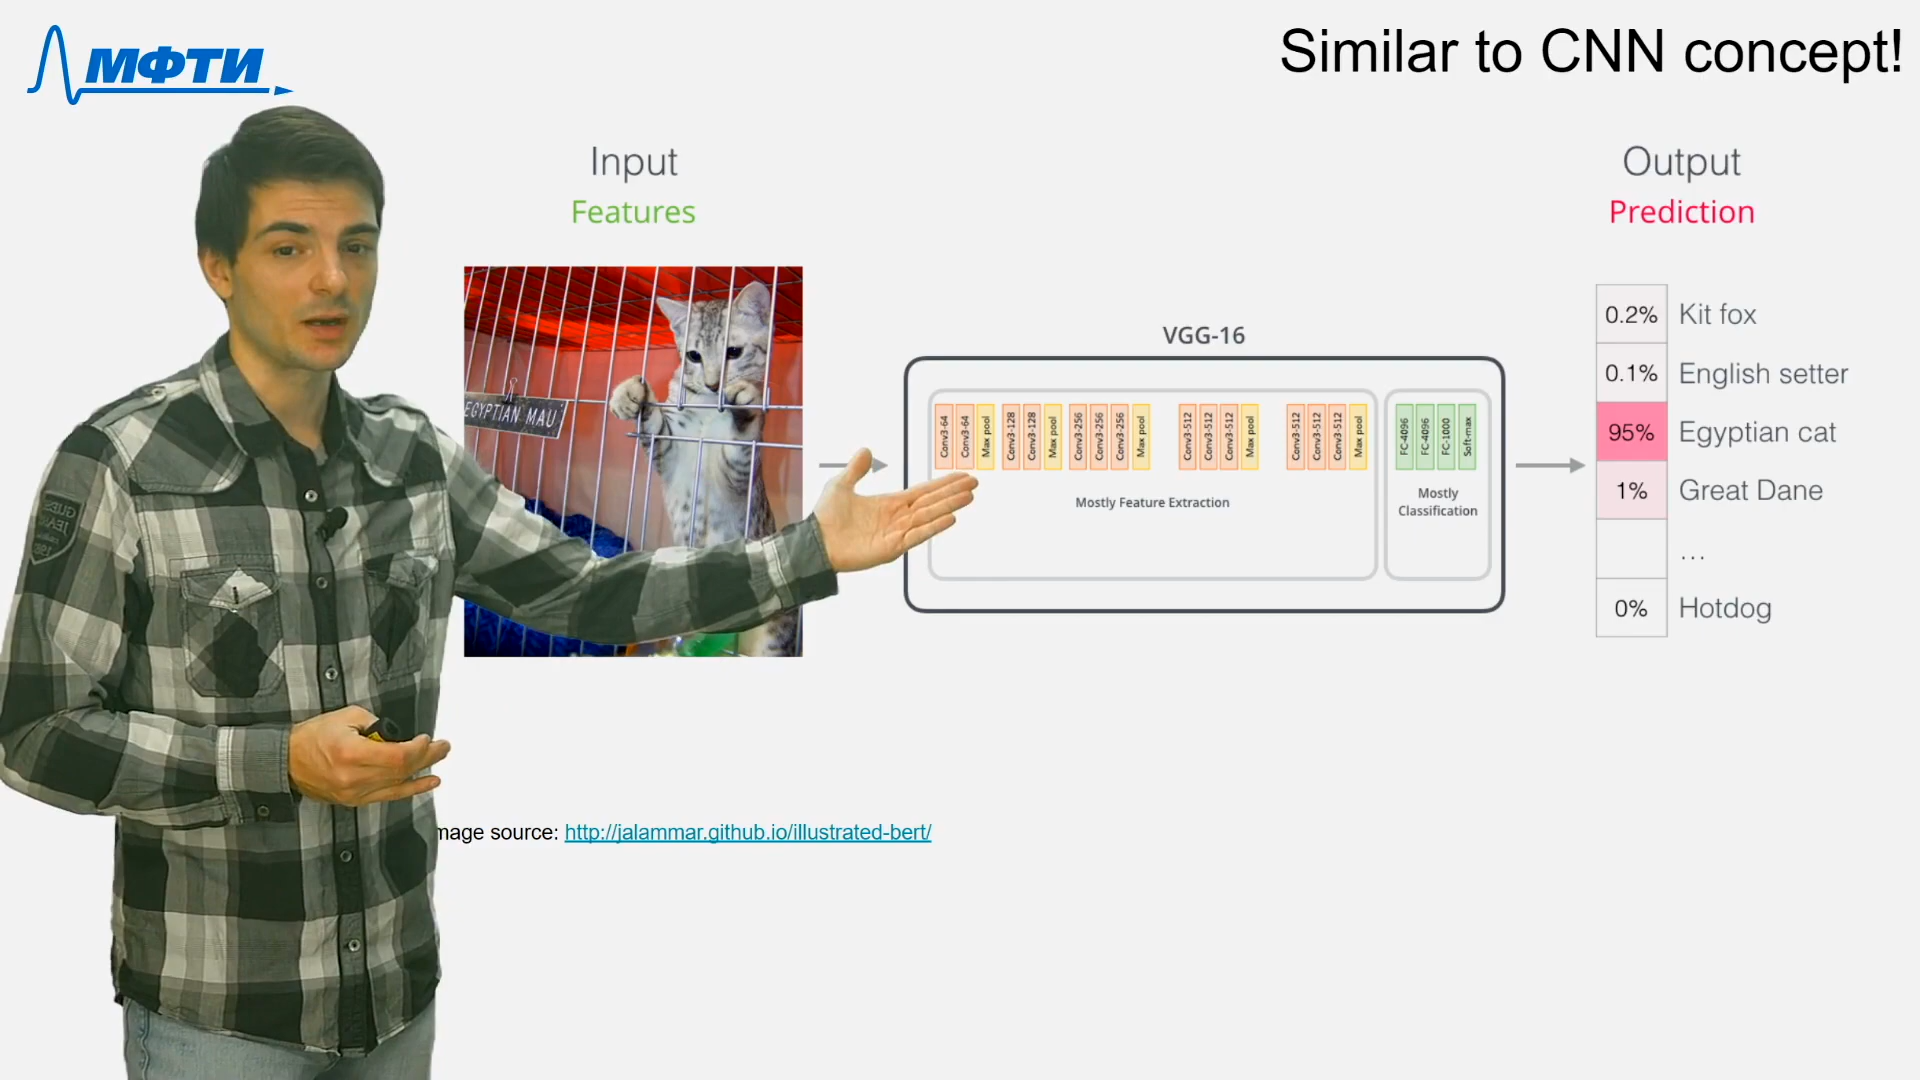 МФТИ
Similar to CNN concept!
Input
Features
Output
Prediction
EGYPTIAN MAU
VGG-16
Conv3-64
Conv3-64
Max pool
Conv3-128
Conv3-128
Max pool
Conv3-256
Conv3-256
Conv3-256
Max pool
Conv3-512
Conv3-512
Conv3-512
Max pool
Conv3-512
Conv3-512
Conv3-512
Max pool
FC-4096
FC-4096
FC-1000
Soft-max
Mostly Feature Extraction
Mostly
Classification
0.2% Kit fox
0.1% English setter
95% Egyptian cat
1% Great Dane
...
0% Hotdog
mage source: http://jalammar.github.io/illustrated-bert/